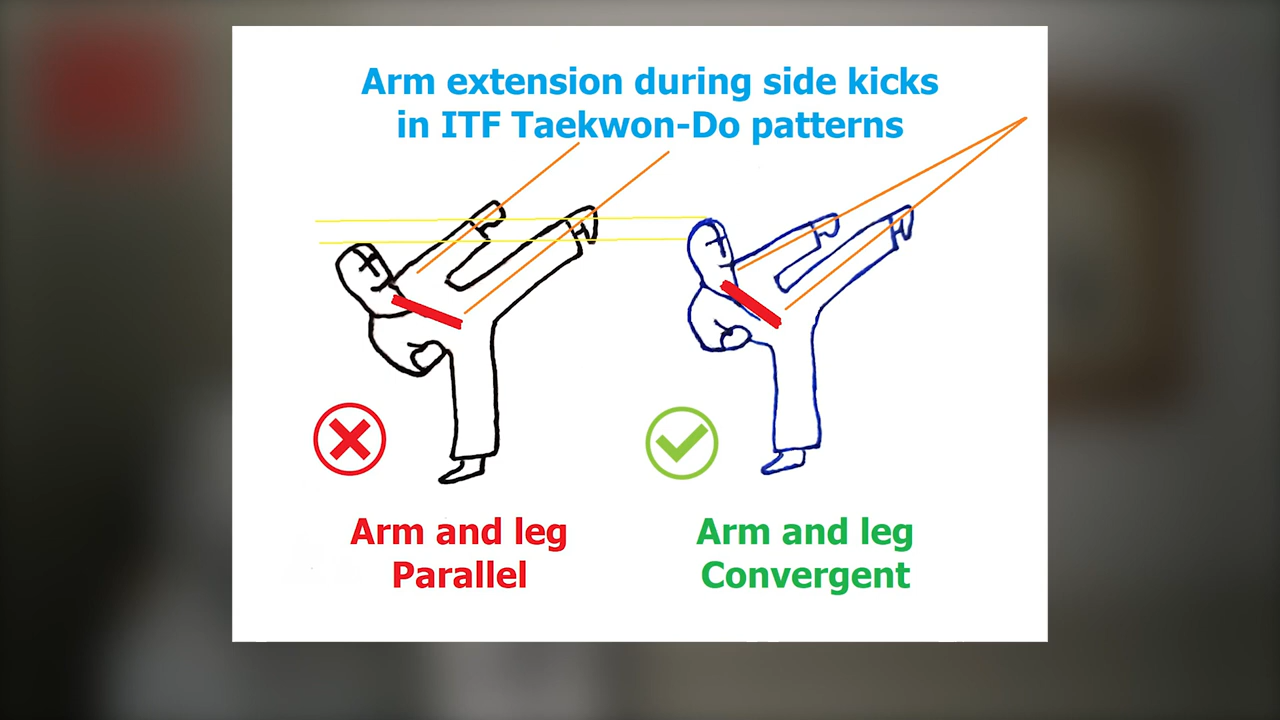 Arm extension during side kicks
in ITF Taekwon-Do patterns
Arm and leg
Parallel
Arm and leg
Convergent